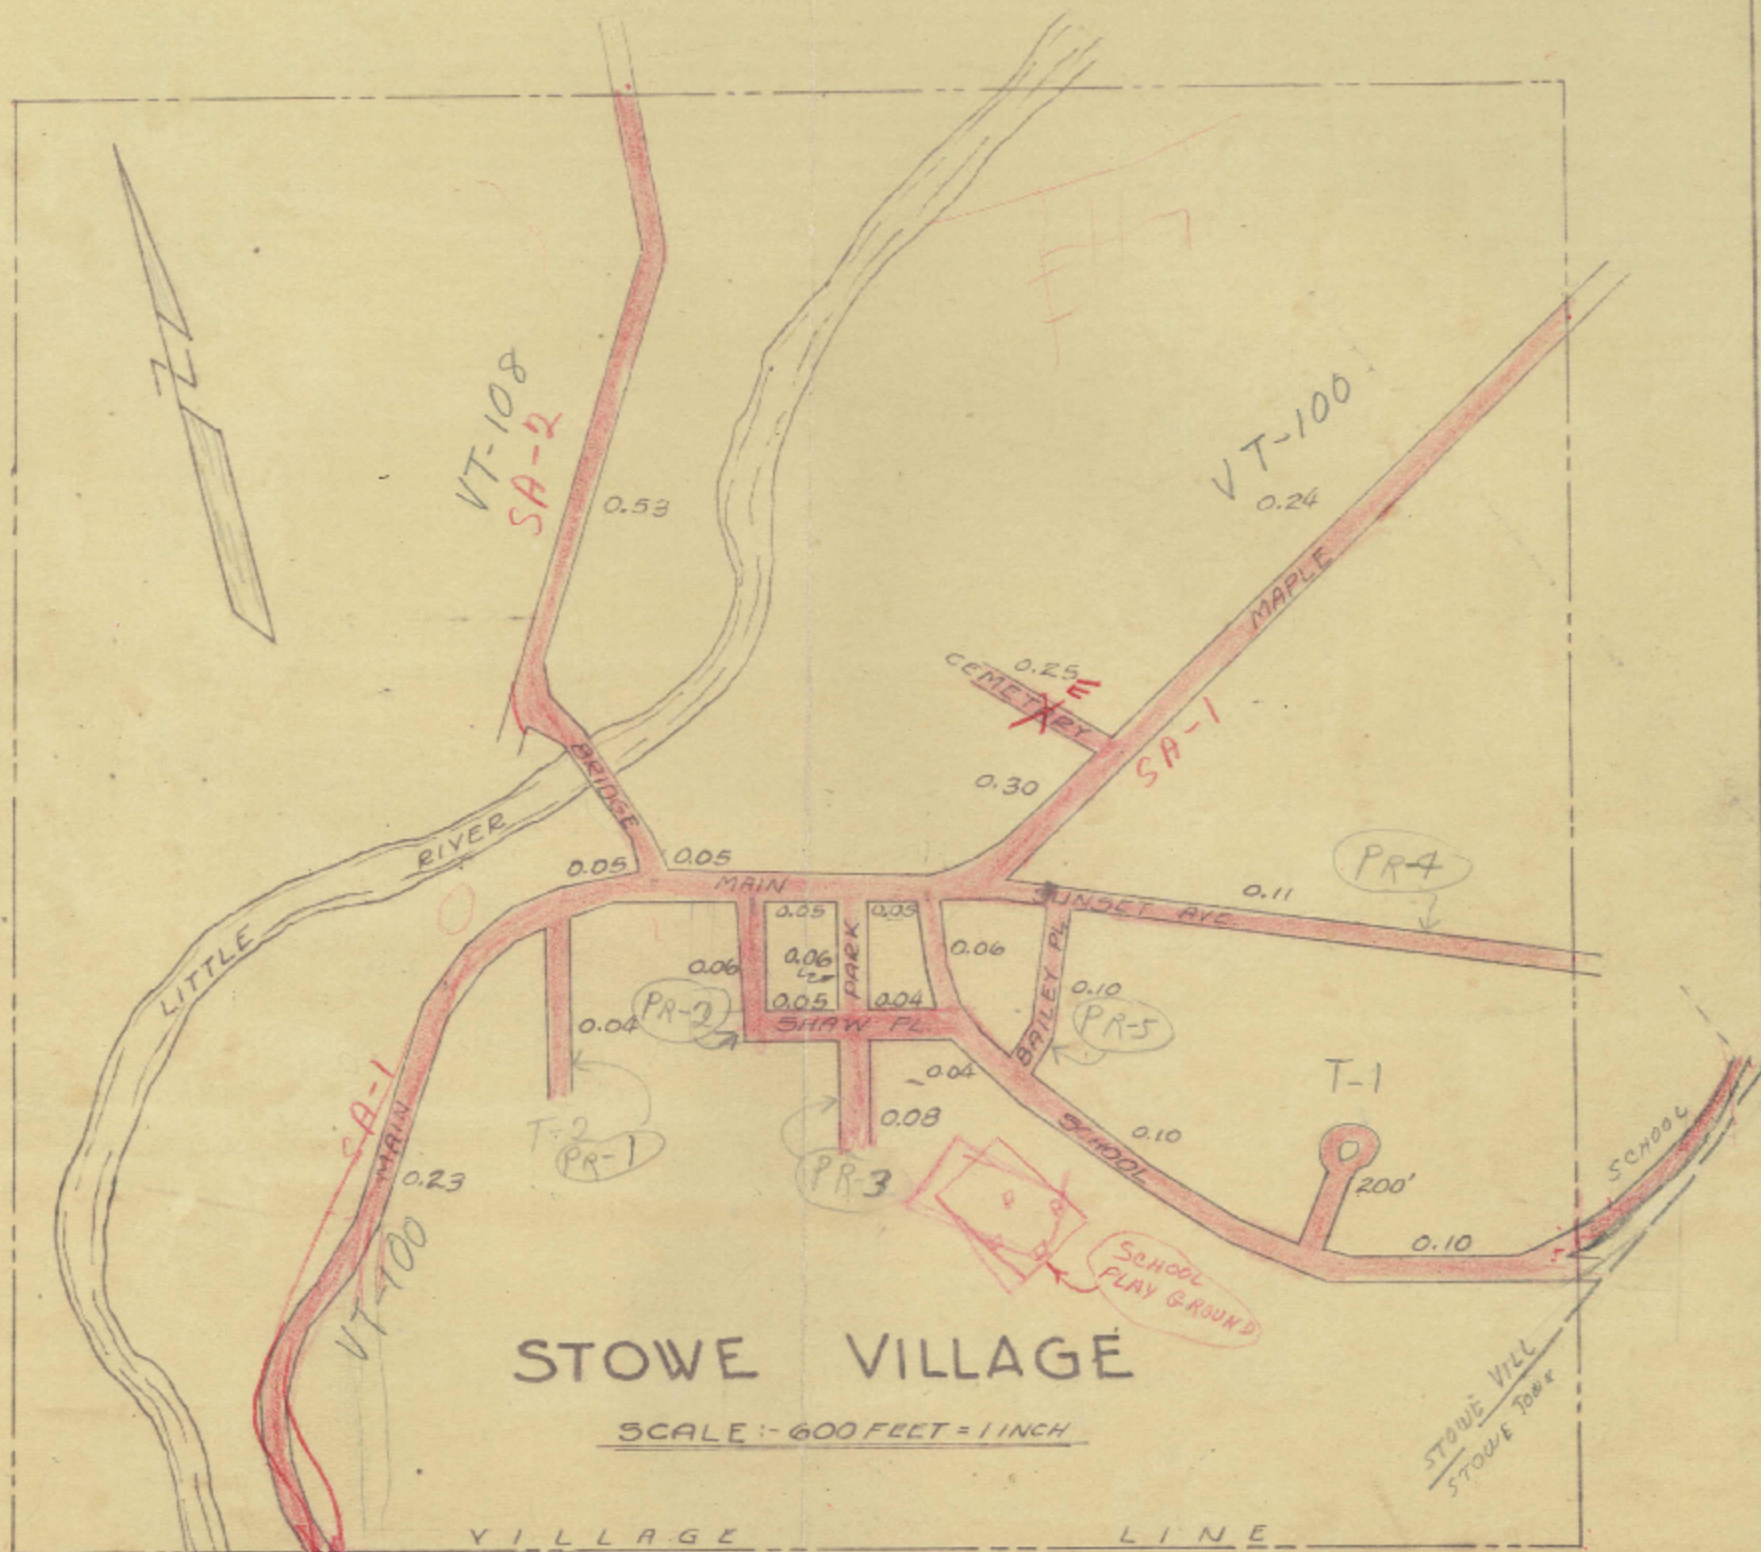 N
VT-108
SA-2
0.53
VT-100
0.24
MAPLE
CEMETARY
E
0.25
SA-1
0.30
BRIDGE
LITTLE RIVER
0.05
0.05
MAIN
SUNSET AVE.
0.11
PR-4
0.05
0.05
0.06
0.06
PARK
0.06
BAILEY PL.
0.10
PR-5
PR-2
0.05
0.04
SHAW PL.
0.04
0.04
0.08
T-2
PR-1
PR-3
SA-1
MAIN
0.23
VT-100
SCHOOL
0.10
T-1
200'
0.10
SCHOOL
SCHOOL
PLAY GROUND
STOWE VILLAGE
SCALE:-600 FEET = 1 INCH
STOWE VILL
STOWE TOWN
VILLAGE LINE